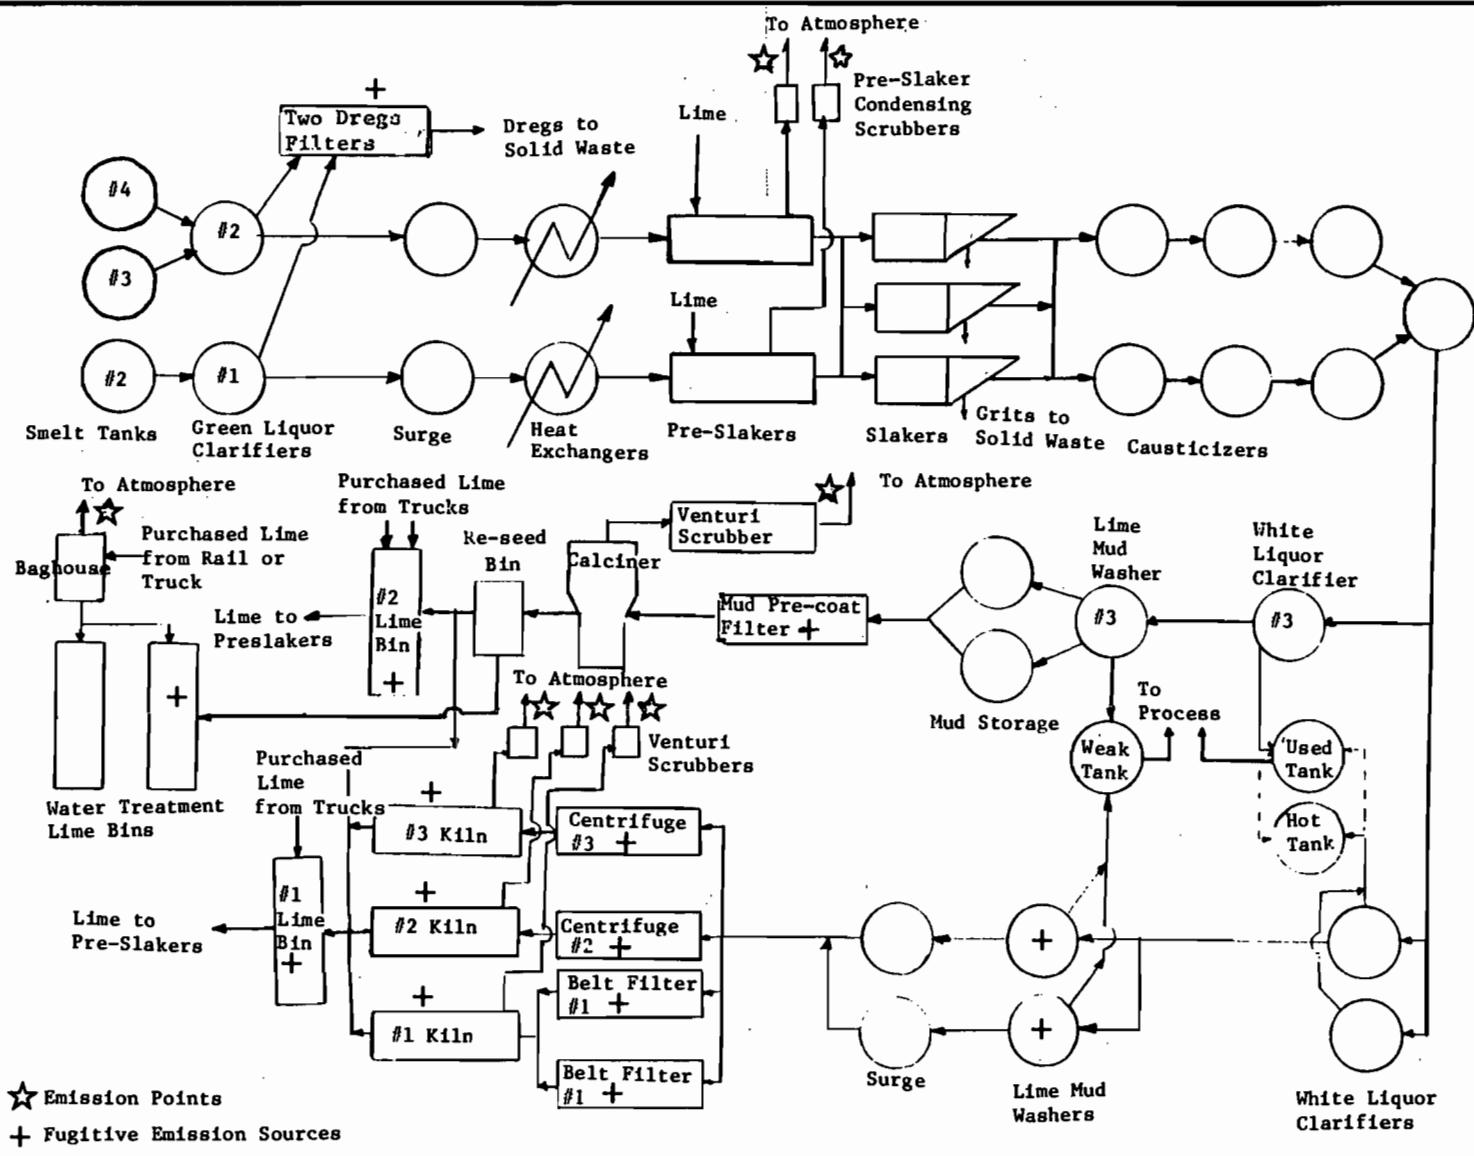 To Atmosphere
Pre-Slaker
Condensing
Scrubbers
+
Two Dregs
Filters
Dregs to
Solid Waste
Lime
#4
#2
#3
Lime
#2
#1
Smelt Tanks
Green Liquor
Clarifiers
Surge
Heat
Exchangers
Pre-Slakers
Slakers
Grits to
Solid Waste
Causticizers
To Atmosphere
Purchased Lime
from Rail or
Truck
Baghouse
Purchased Lime
from Trucks
Re-seed
Bin
Calciner
Venturi
Scrubber
To Atmosphere
Lime
Mud
Washer
White
Liquor
Clarifier
#2
Lime
Bin
+
Lime to
Preslakers
Mud Pre-coat
Filter +
#3
#3
+
To Atmosphere
Mud Storage
To
Process
Weak
Tank
Used
Tank
Hot
Tank
Venturi
Scrubbers
Water Treatment
Lime Bins
Purchased
Lime
from Trucks
+
#3 Kiln
Centrifuge
#3 +
#1
Lime
Bin
+
Lime to
Pre-Slakers
+
#2 Kiln
Centrifuge
#2 +
Belt Filter
#1 +
+
#1 Kiln
Belt Filter
#1 +
+
+
Surge
Lime Mud
Washers
White Liquor
Clarifiers
Emission Points
+ Fugitive Emission Sources